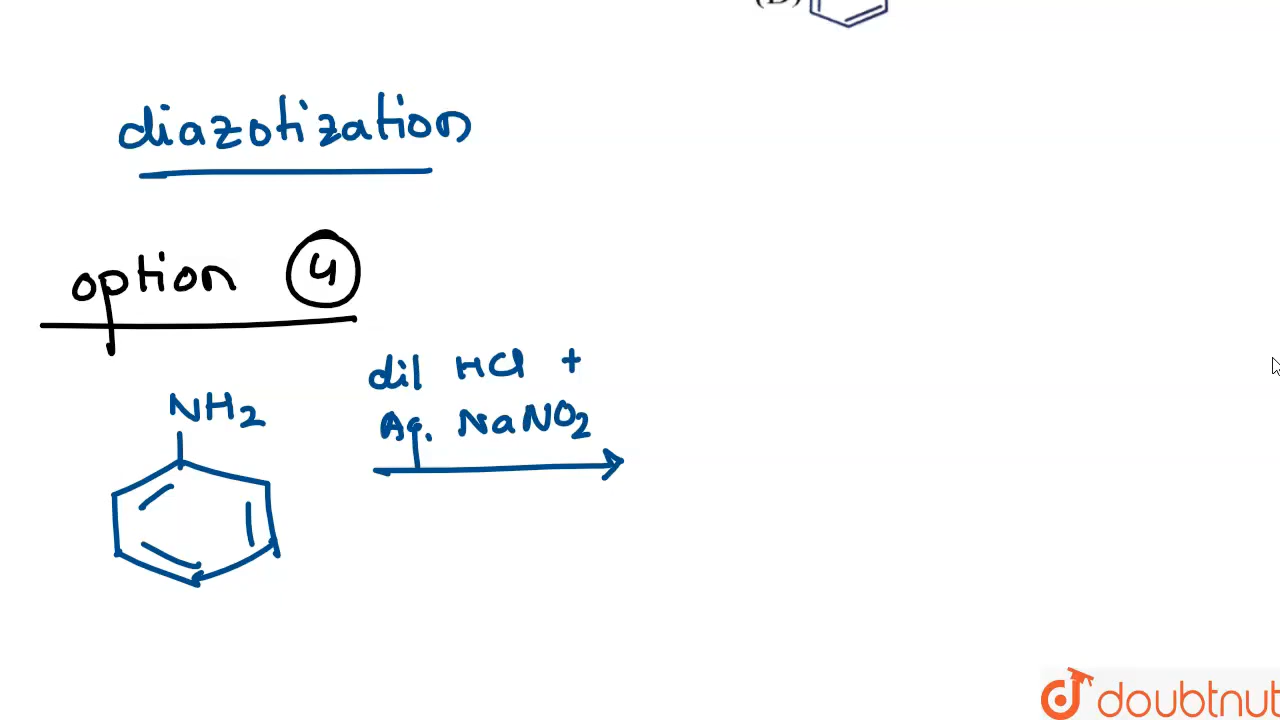 (D)
diazotization
option 4
dil HCl +
Aq. NaNO2
NH2
doubtnut